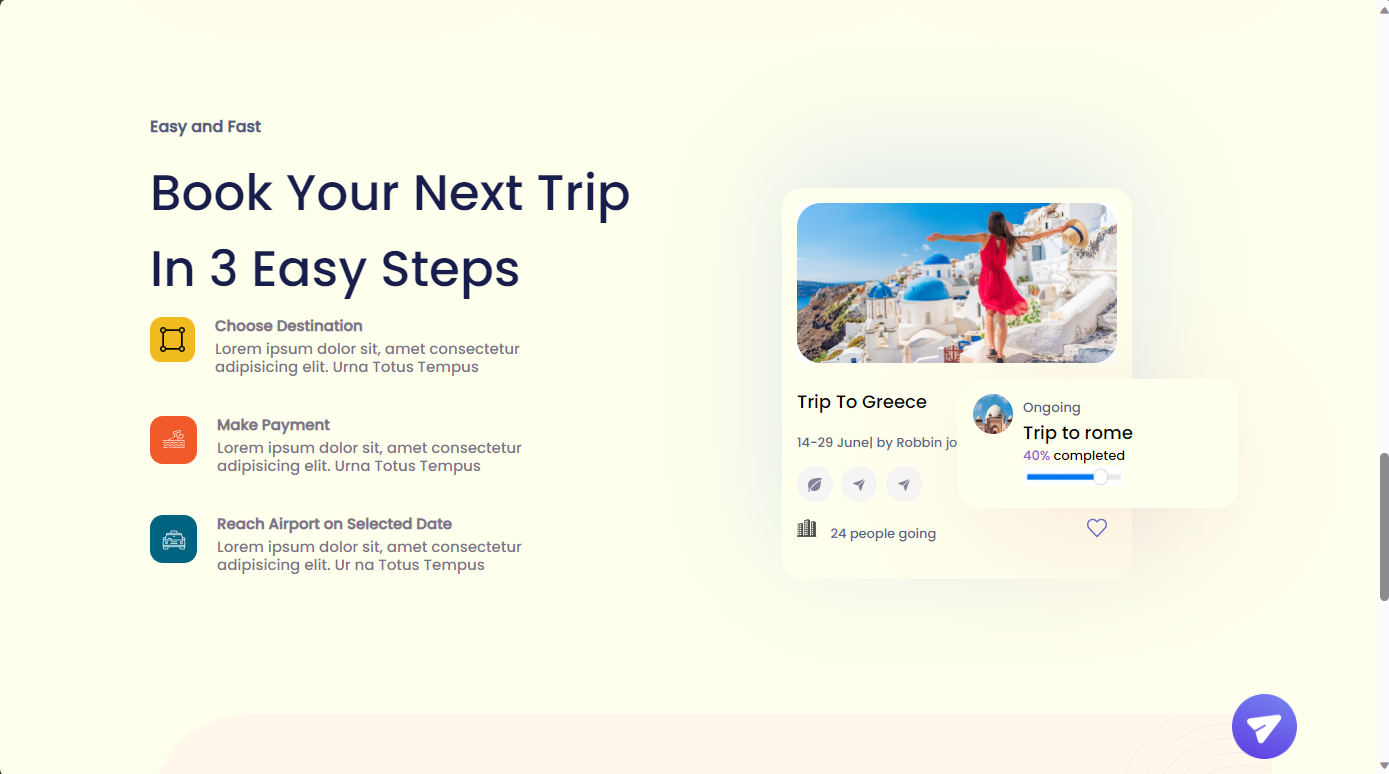 Easy and Fast
Book Your Next Trip
In 3 Easy Steps
Choose Destination
Lorem ipsum dolor sit, amet consectetur
adipisicing elit. Urna Totus Tempus
Make Payment
Lorem ipsum dolor sit, amet consectetur
adipisicing elit. Urna Totus Tempus
Reach Airport on Selected Date
Lorem ipsum dolor sit, amet consectetur
adipisicing elit. Ur na Totus Tempus
Trip To Greece
14-29 June| by Robbin jo
24 people going
Ongoing
Trip to rome
40% completed